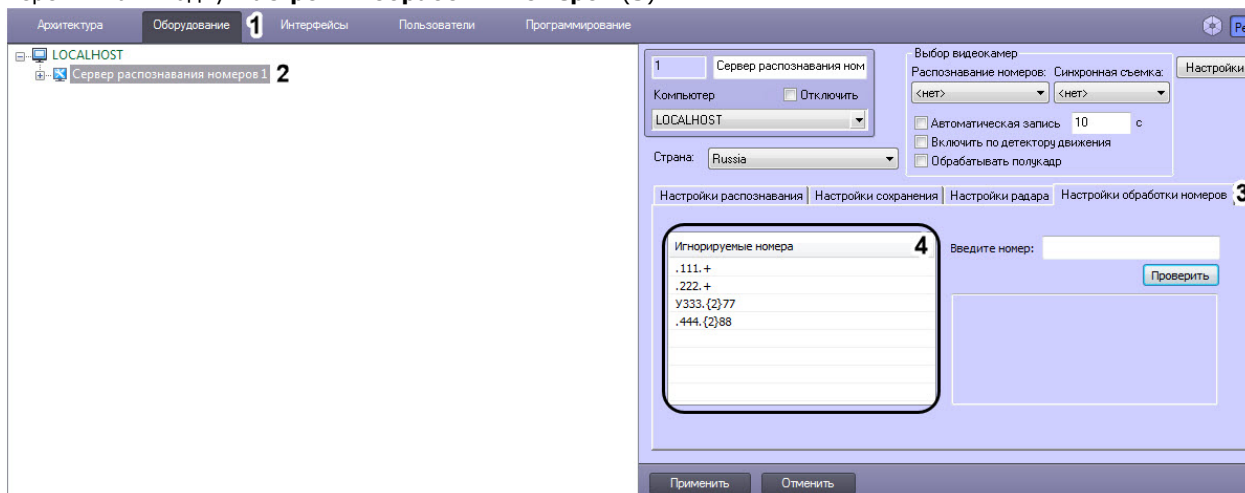 Архитектура Оборудование 1 Интерфейсы Пользователи Программирование
LOCALHOST
Сервер распознавания номеров 1 2
1 Сервер распознавания ном
Компьютер Отключить
LOCALHOST
Страна: Russia
Выбор видеокамер
Распознавание номеров: Синхронная съемка:
<нет> <нет>
Автоматическая запись 10 с
Включить по детектору движения
Обрабатывать полукадр
Настройки
Настройки распознавания Настройки сохранения Настройки радара Настройки обработки номеров 3
Игнорируемые номера 4
.111.+
.222.+
У333.{2}77
.444.{2}88
Введите номер:
Проверить
Применить Отменить